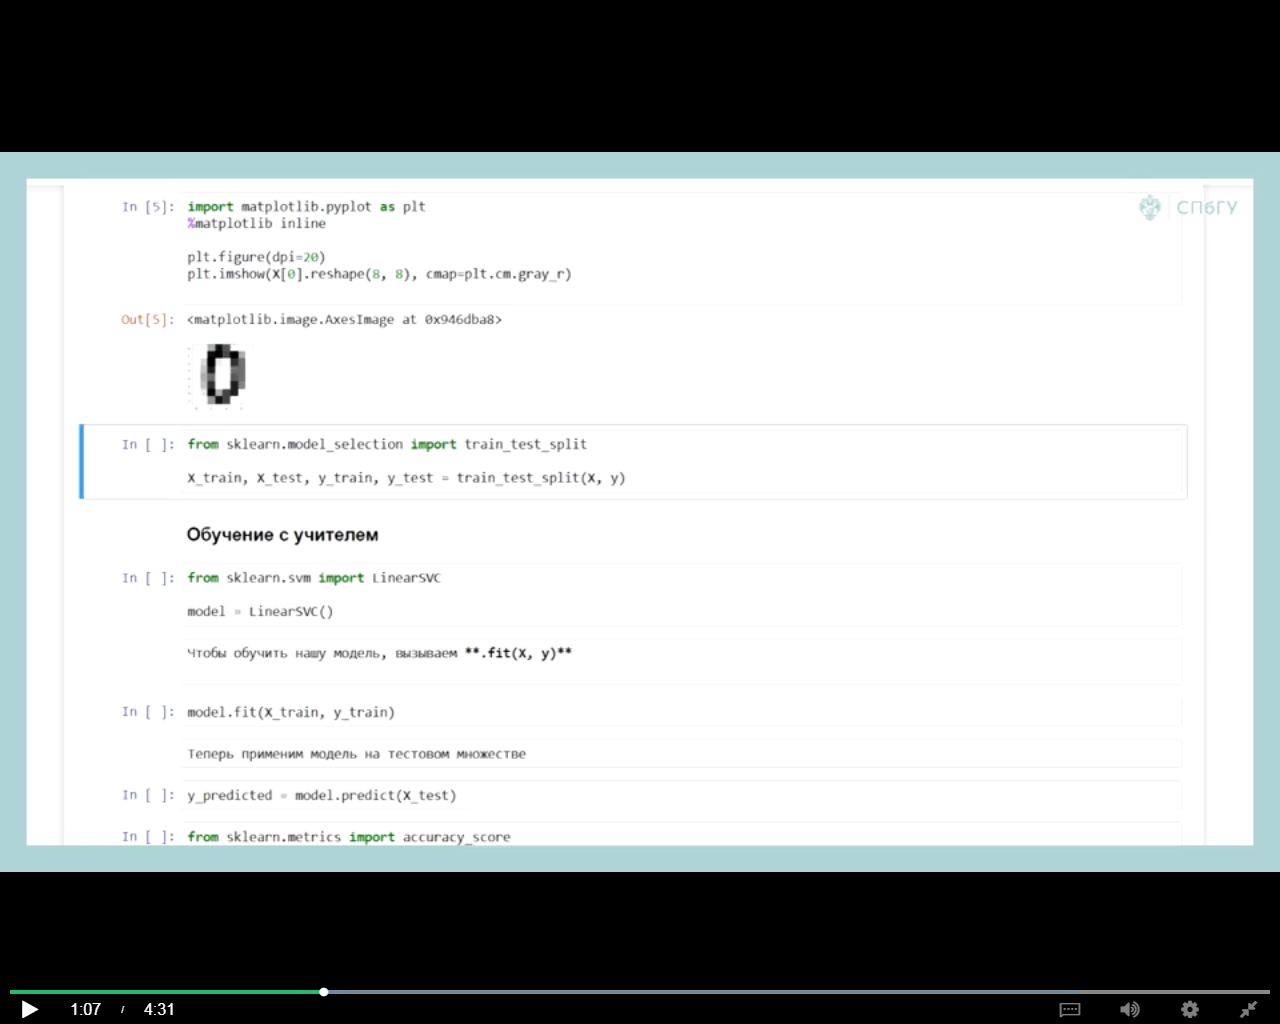 In [5]: import matplotlib.pyplot as plt
%matplotlib inline
plt.figure(dpi=20)
plt.imshow(X[0].reshape(8, 8), cmap=plt.cm.gray_r)
СПбГУ
Out[5]: <matplotlib.image.AxesImage at 0x946dba8>
In [ ]: from sklearn.model_selection import train_test_split
X_train, X_test, y_train, y_test = train_test_split(X, y)
Обучение с учителем
In [ ]: from sklearn.svm import LinearSVC
model = LinearSVC()
Чтобы обучить нашу модель, вызываем **.fit(X, y)**
In [ ]: model.fit(X_train, y_train)
Теперь применим модель на тестовом множестве
In [ ]: y_predicted = model.predict(X_test)
In [ ]: from sklearn.metrics import accuracy_score
1:07 / 4:31